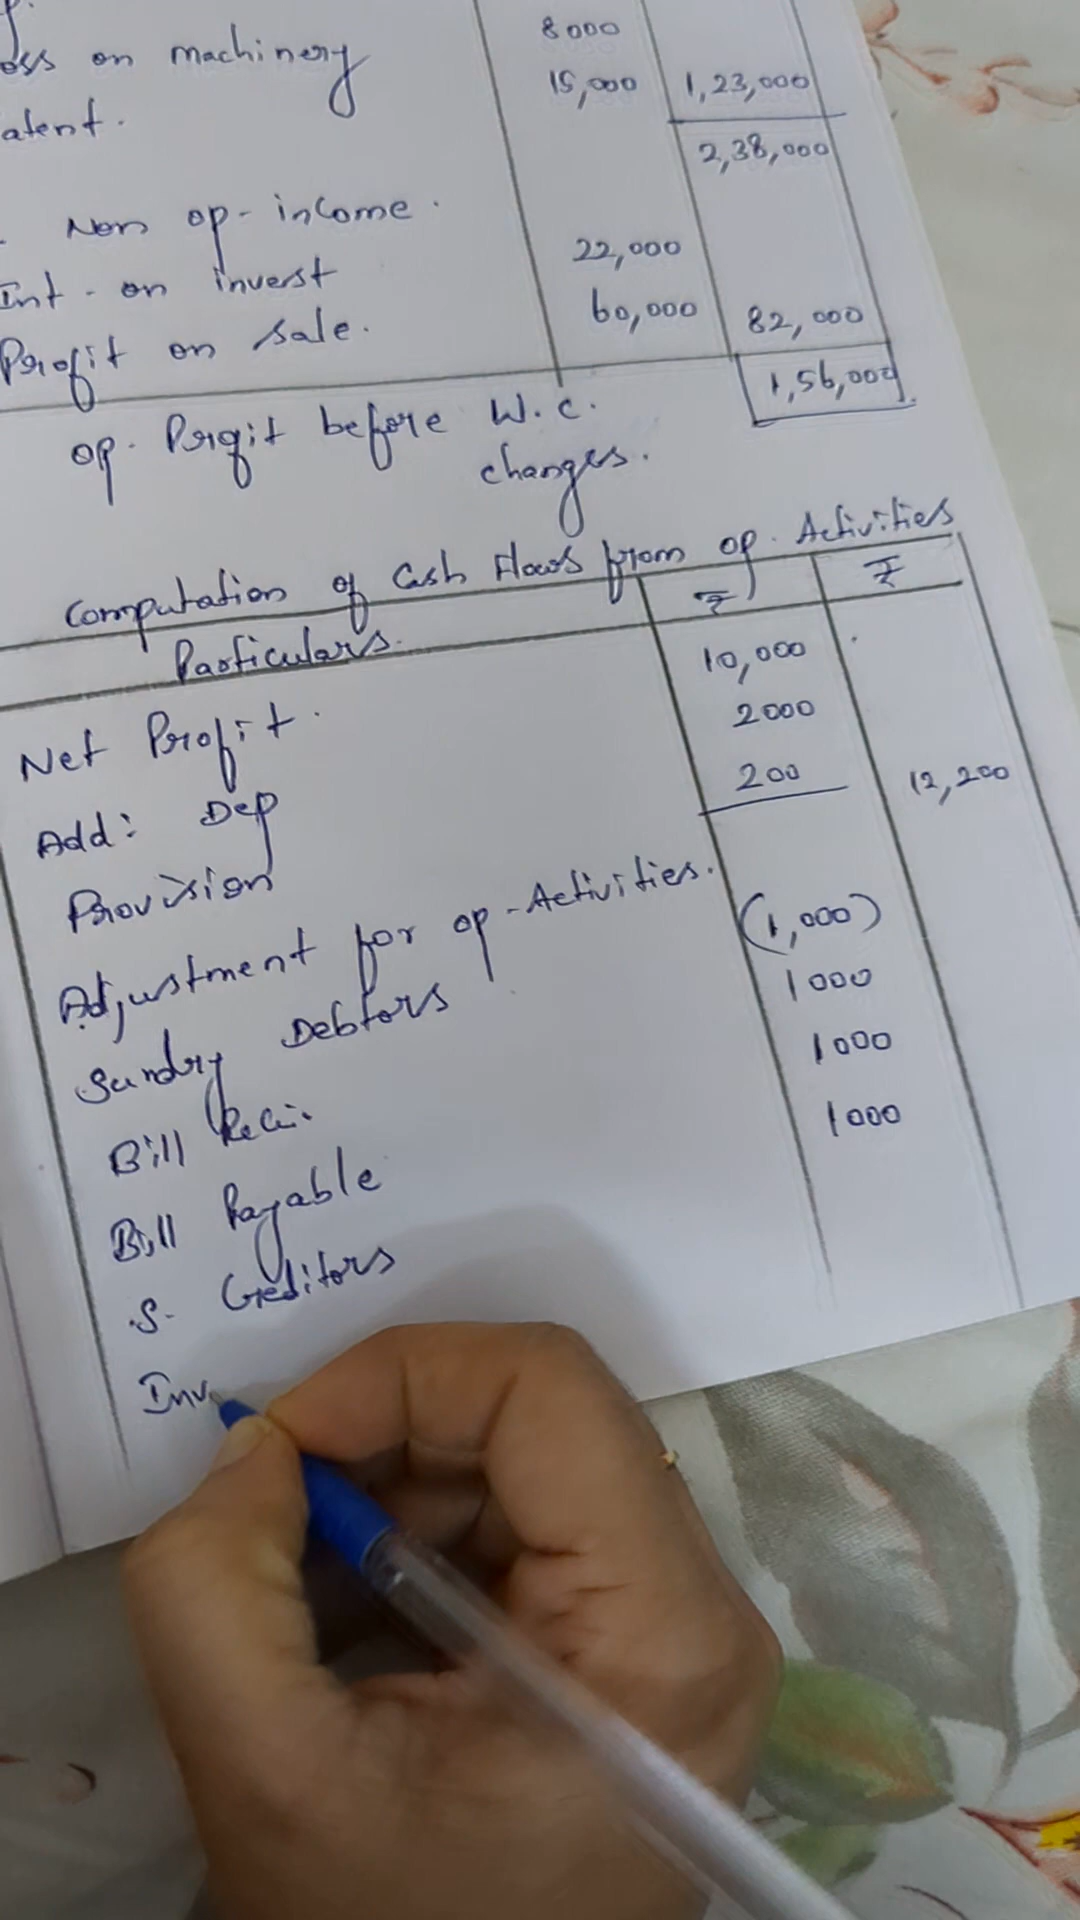 oss on machinery 8000
atent. 15,000 1,23,000
2,38,000
Non op-income.
Int - on invest 22,000
Profit on sale. 60,000 82,000
1,56,000
op. Profit before W.C.
changes.
Computation of Cash Flows from op. Activities
Particulars. ₹ ₹
Net Profit. 10,000
Add: Dep 2000
Provision 200 12,200
Adjustment for op-Activities.
Sundry Debtors (1,000)
Bill Reci. 1000
Bill Payable 1000
S. Creditors 1000
Inv